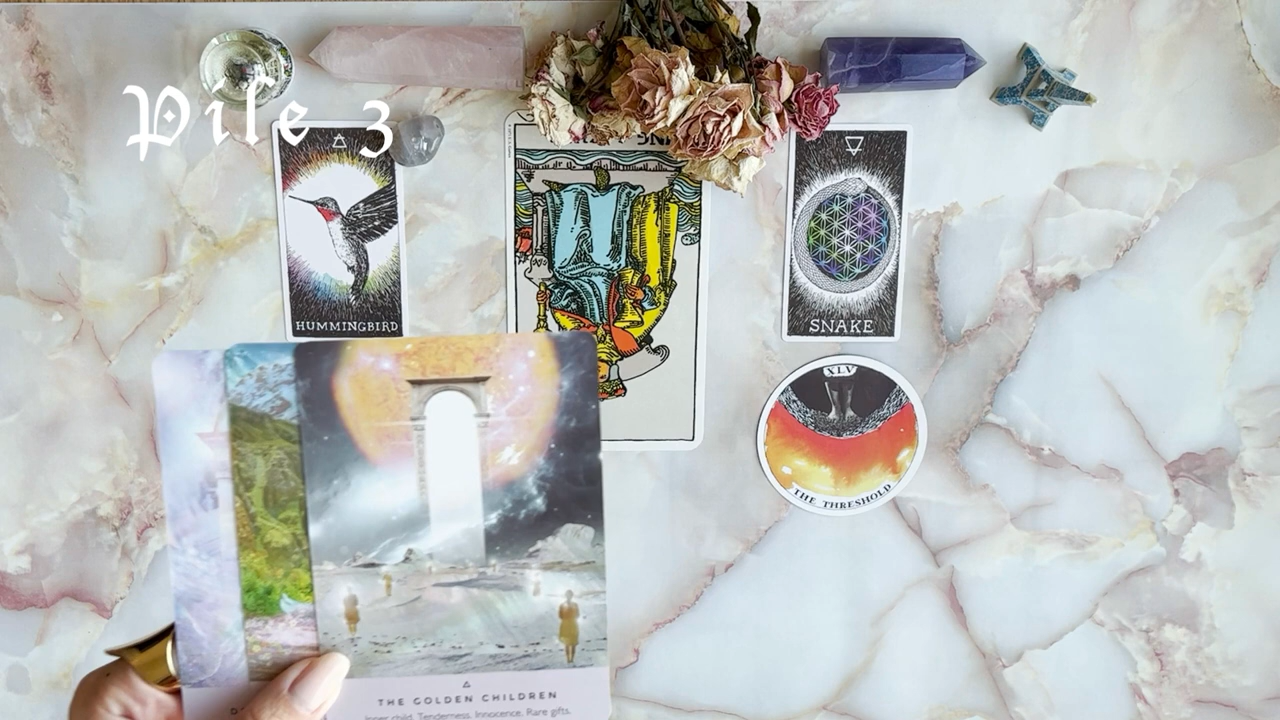 Pile 3
HUMMINGBIRD
SNAKE
XLV
THE THRESHOLD
THE GOLDEN CHILDREN
Inner child. Tenderness. Innocence. Rare gifts.